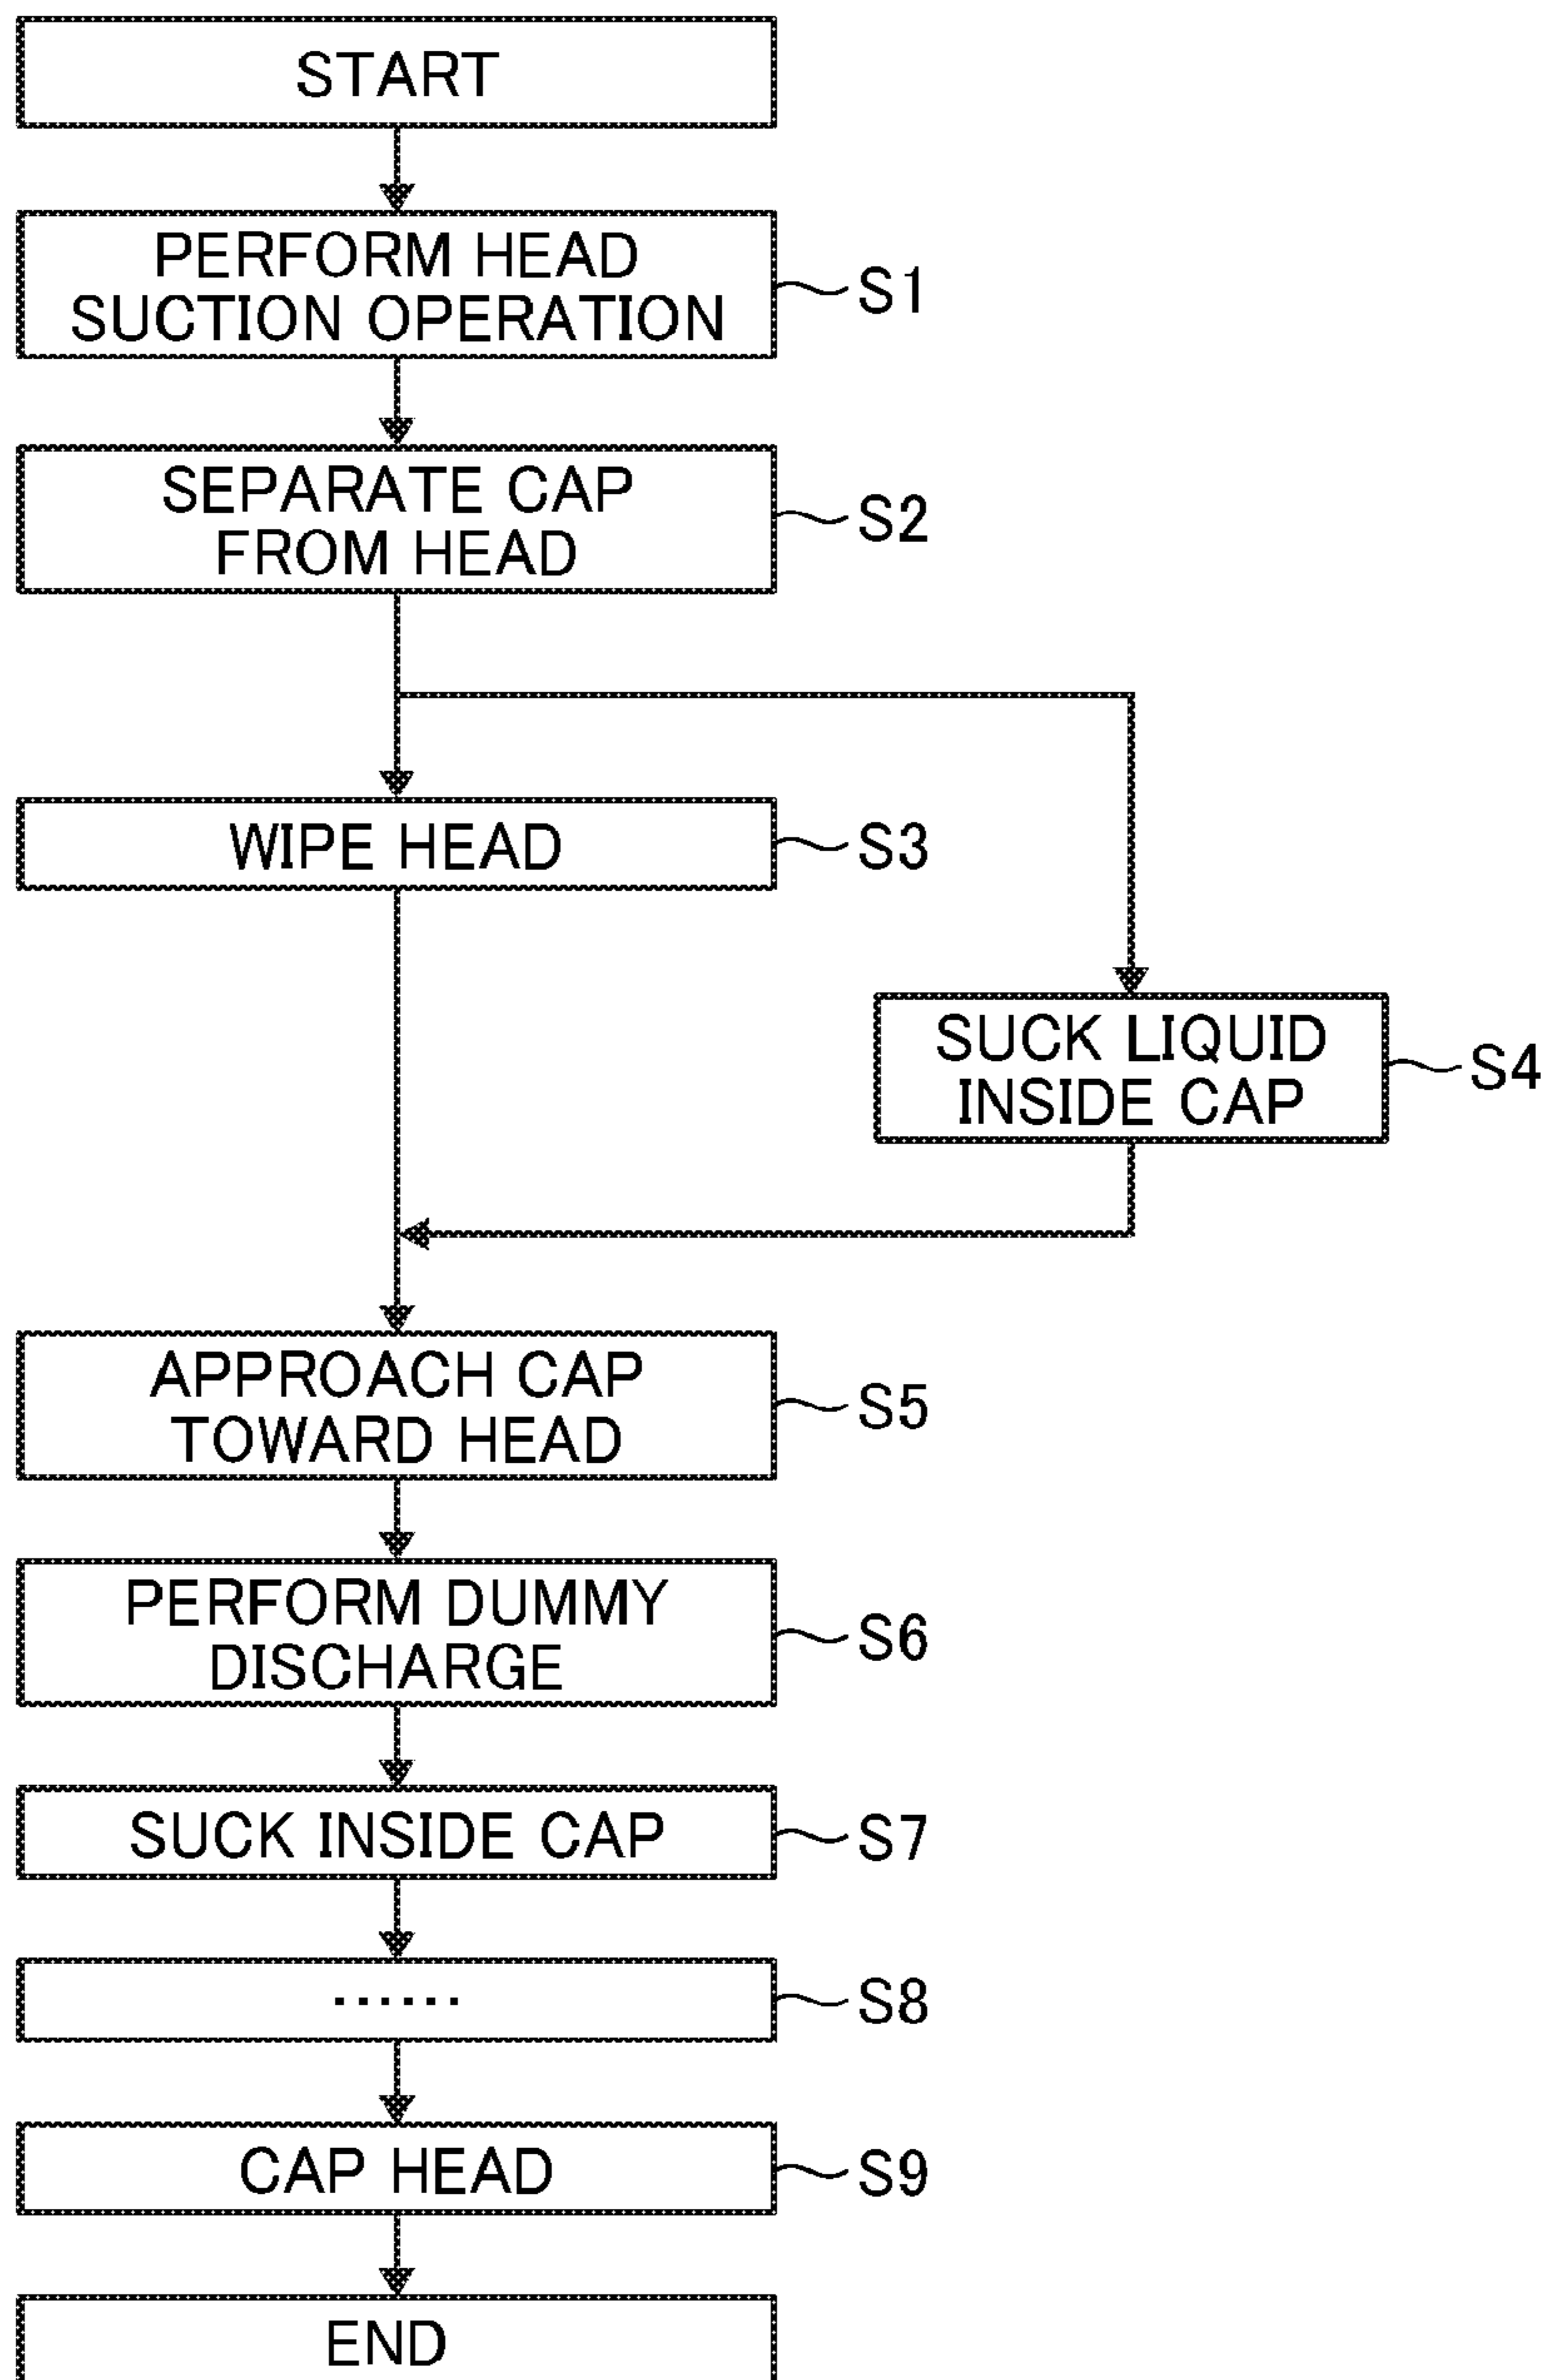 START
PERFORM HEAD
SUCTION OPERATION
S1
SEPARATE CAP
FROM HEAD
S2
WIPE HEAD
S3
SUCK LIQUID
INSIDE CAP
S4
APPROACH CAP
TOWARD HEAD
S5
PERFORM DUMMY
DISCHARGE
S6
SUCK INSIDE CAP
S7
······
S8
CAP HEAD
S9
END